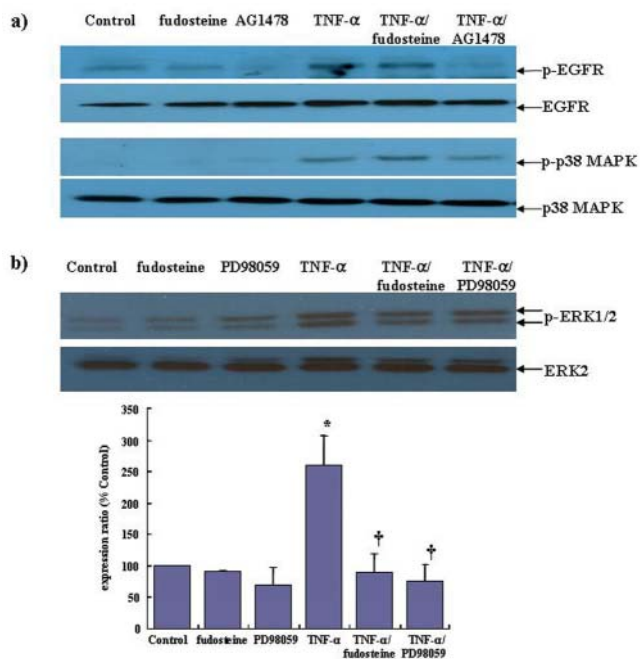 a)
Control fudosteine AG1478 TNF-α TNF-α/ TNF-α/
fudosteine AG1478
p-EGFR
EGFR
p-p38 MAPK
p38 MAPK
b)
Control fudosteine PD98059 TNF-α TNF-α/ TNF-α/
fudosteine PD98059
p-ERK1/2
ERK2
expression ratio (% Control)
350
300
250
200
150
100
50
0
*
† †
Control fudosteine PD98059 TNF-α TNF-α/ TNF-α/
fudosteine PD98059